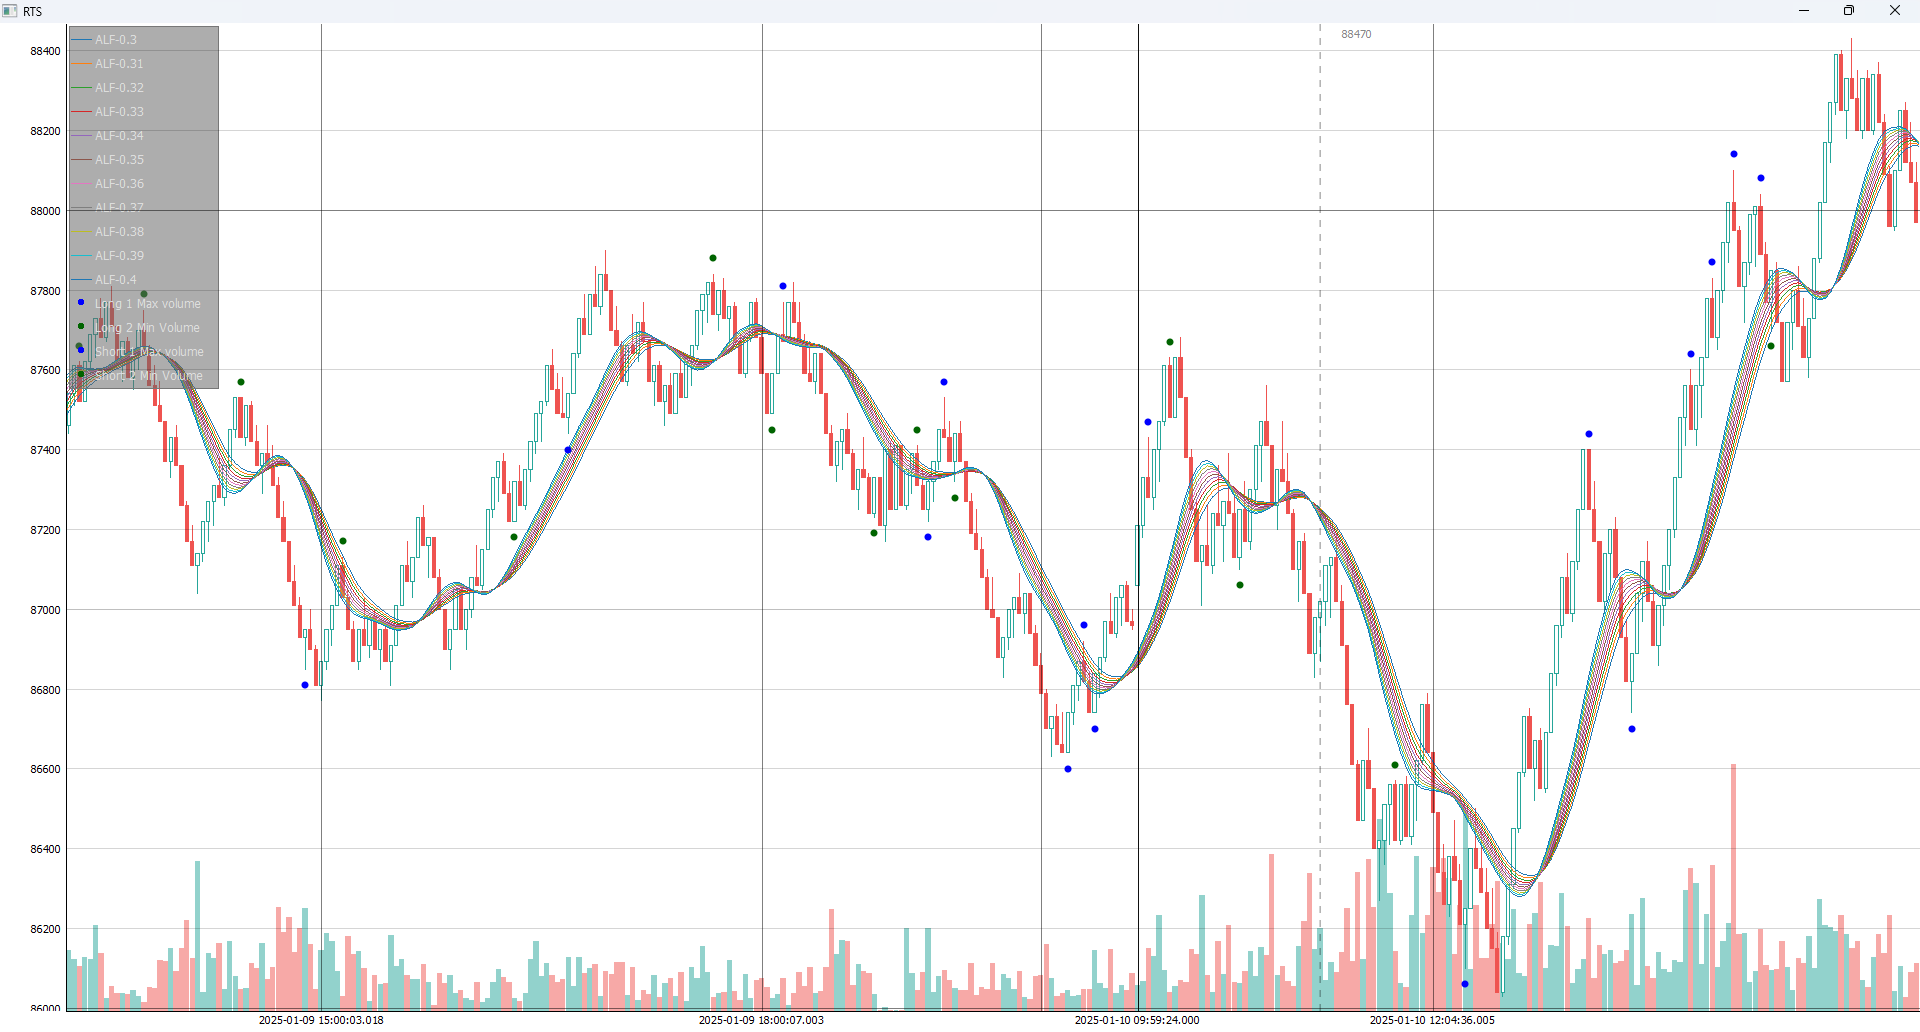 RTS
88470
88400
88200
88000
87800
87600
87400
87200
87000
86800
86600
86400
86200
86000
ALF-0.3
ALF-0.31
ALF-0.32
ALF-0.33
ALF-0.34
ALF-0.35
ALF-0.36
ALF-0.37
ALF-0.38
ALF-0.39
ALF-0.4
Long 1 Max volume
Long 2 Min Volume
Short 1 Max volume
Short 2 Min Volume
2025-01-09 15:00:03.018
2025-01-09 18:00:07.003
2025-01-10 09:59:24.000
2025-01-10 12:04:36.005